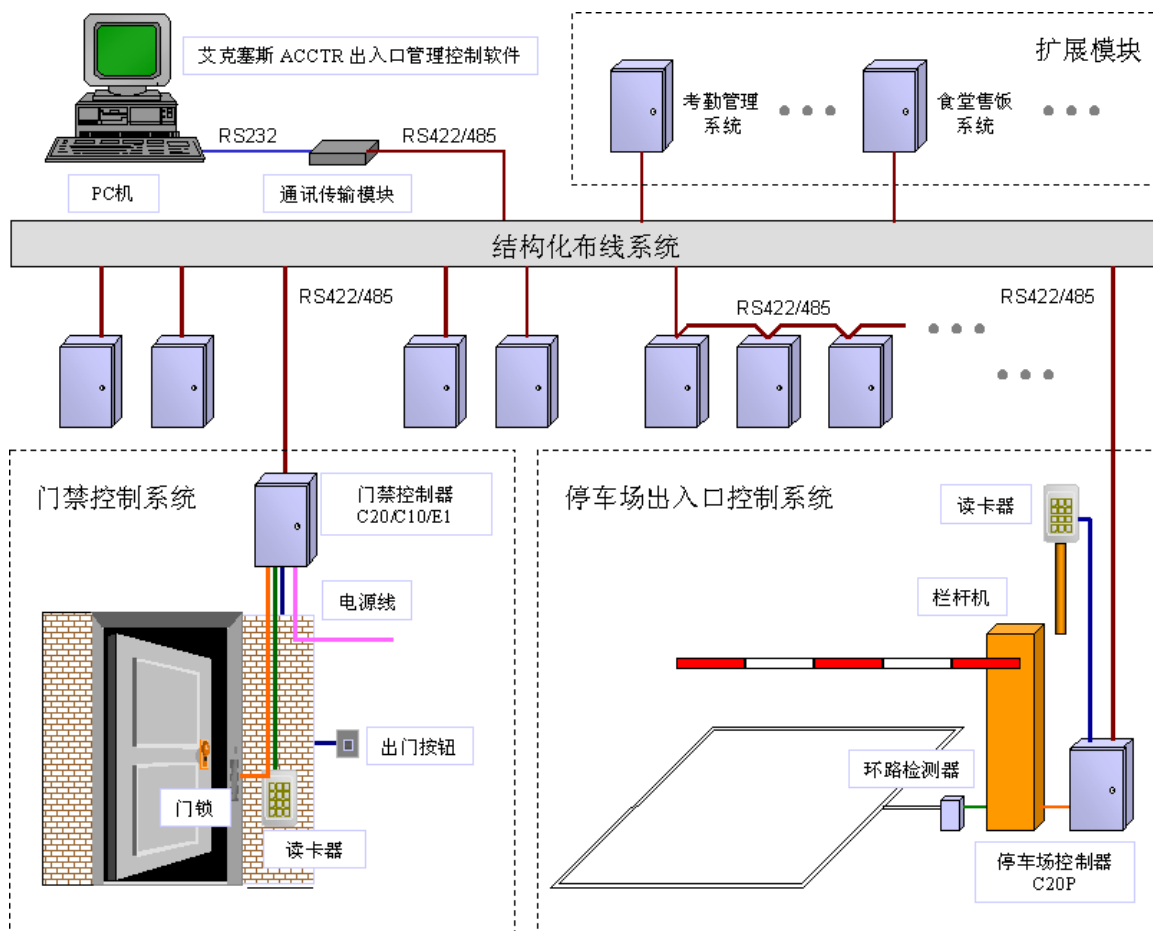 艾克塞斯 ACCTR 出入口管理控制软件
扩展模块
考勤管理
系统
食堂售饭
系统
RS232
RS422/485
PC机
通讯传输模块
结构化布线系统
RS422/485
RS422/485
RS422/485
门禁控制系统
门禁控制器
C20/C10/E1
电源线
出门按钮
门锁
读卡器
停车场出入口控制系统
读卡器
栏杆机
环路检测器
停车场控制器
C20P